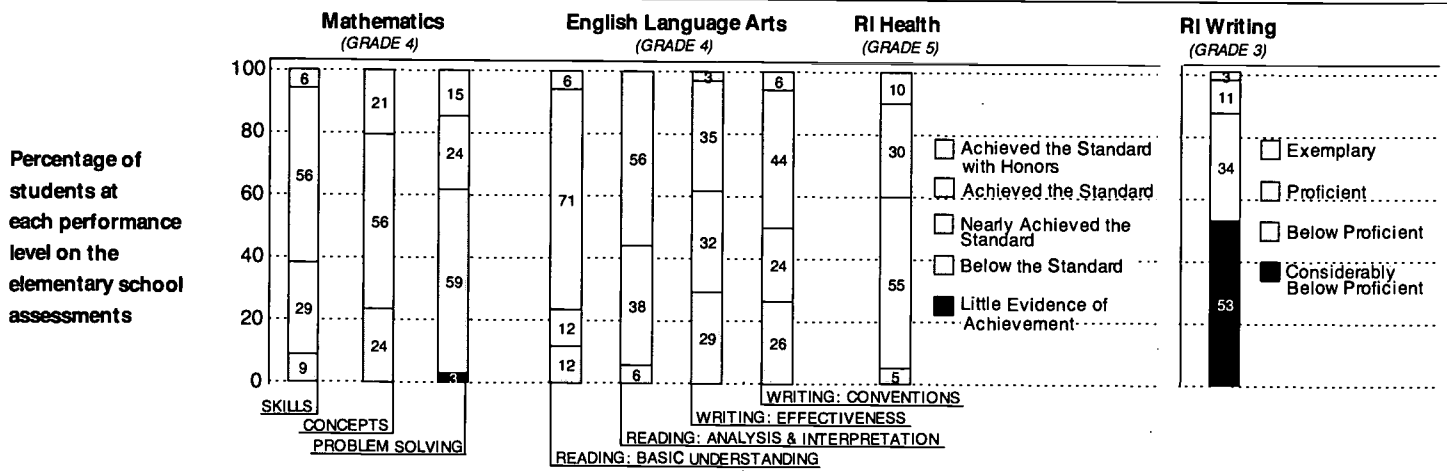 Mathematics
(GRADE 4)
English Language Arts
(GRADE 4)
RI Health
(GRADE 5)
RI Writing
(GRADE 3)
Percentage of
students at
each performance
level on the
elementary school
assessments
100
80
60
40
20
0
6
56
29
9
21
56
24
15
24
59
3
6
71
12
12
56
38
6
3
35
32
29
6
44
24
26
10
30
55
5
Achieved the Standard
with Honors
Achieved the Standard
Nearly Achieved the
Standard
Below the Standard
Little Evidence of
Achievement
3
11
34
53
Exemplary
Proficient
Below Proficient
Considerably
Below Proficient
SKILLS
CONCEPTS
PROBLEM SOLVING
WRITING: CONVENTIONS
WRITING: EFFECTIVENESS
READING: ANALYSIS & INTERPRETATION
READING: BASIC UNDERSTANDING